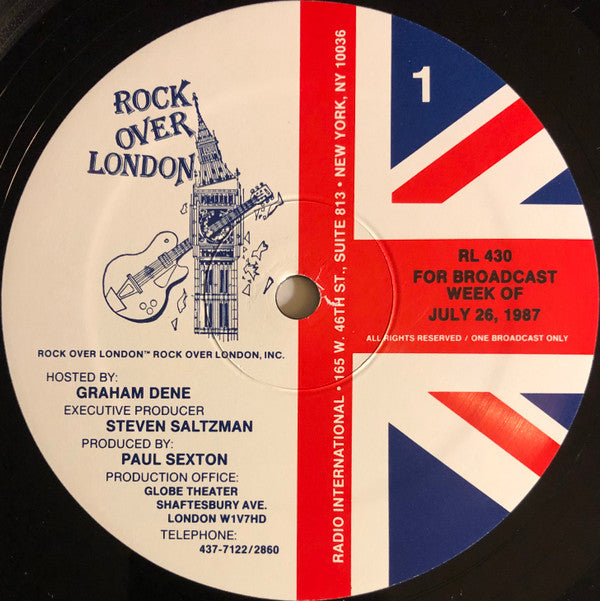 ROCK
OVER
LONDON
ROCK OVER LONDON™ ROCK OVER LONDON, INC.
HOSTED BY:
GRAHAM DENE
EXECUTIVE PRODUCER
STEVEN SALTZMAN
PRODUCED BY:
PAUL SEXTON
PRODUCTION OFFICE:
GLOBE THEATER
SHAFTESBURY AVE.
LONDON W1V7HD
TELEPHONE:
437-7122/2860
RADIO INTERNATIONAL • 165 W. 46TH ST., SUITE 813 • NEW YORK, NY 10036
1
RL 430
FOR BROADCAST
WEEK OF
JULY 26, 1987
ALL RIGHTS RESERVED / ONE BROADCAST ONLY